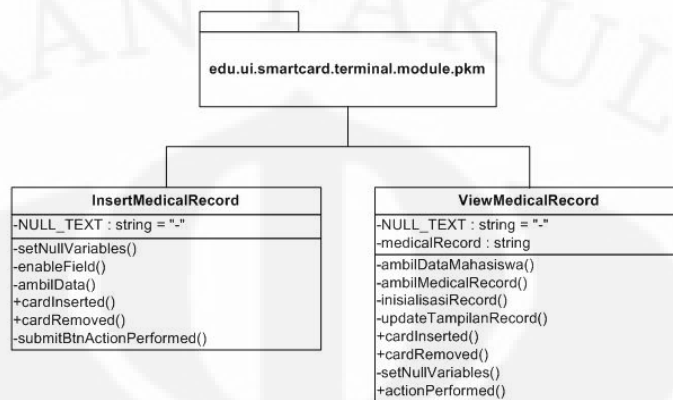 edu.ui.smartcard.terminal.module.pkm
InsertMedicalRecord
-NULL_TEXT : string = "-"
-setNullVariables()
-enableField()
-ambilData()
+cardInserted()
+cardRemoved()
-submitBtnActionPerformed()
ViewMedicalRecord
-NULL_TEXT : string = "-"
-medicalRecord : string
-ambilDataMahasiswa()
-ambilMedicalRecord()
-inisialisasiRecord()
-updateTampilanRecord()
+cardInserted()
+cardRemoved()
-setNullVariables()
+actionPerformed()